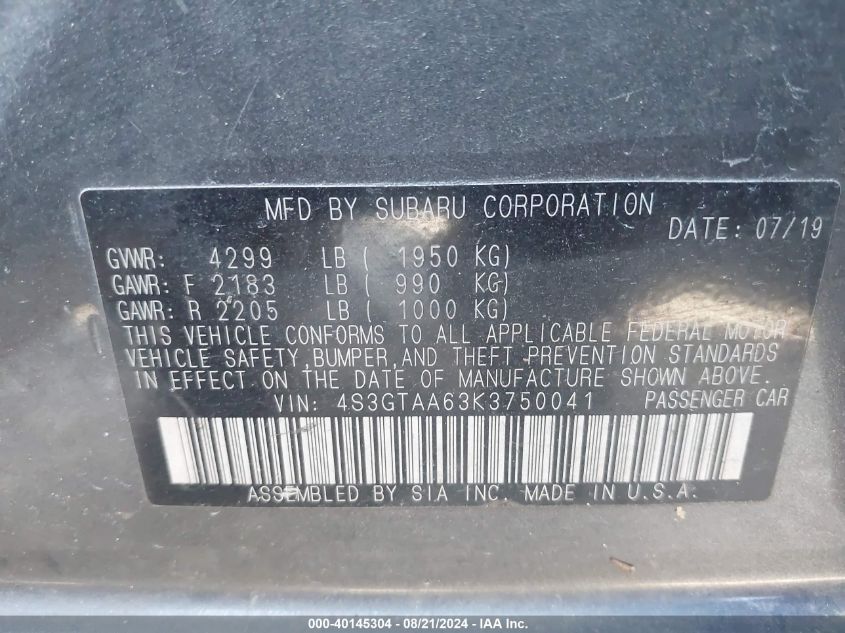 MFD BY SUBARU CORPORATION
DATE: 07/19
GVWR: 4299 LB ( 1950 KG)
GAWR: F 2183 LB ( 990 KG)
GAWR: R 2205 LB ( 1000 KG)
THIS VEHICLE CONFORMS TO ALL APPLICABLE FEDERAL MOTOR
VEHICLE SAFETY, BUMPER, AND THEFT PREVENTION STANDARDS
IN EFFECT ON THE DATE OF MANUFACTURE SHOWN ABOVE.
VIN: 4S3GTAA63K3750041 PASSENGER CAR
ASSEMBLED BY SIA INC. MADE IN U.S.A.
000-40145304 | 08/21/2024 - IAA Inc.